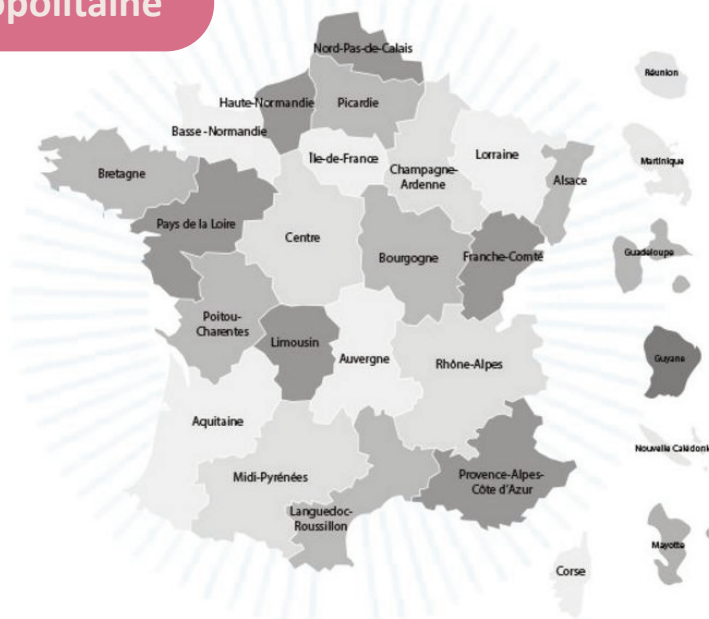 opolitaine
Nord-Pas-de-Calais
Réunion
Haute-Normandie
Picardie
Basse-Normandie
Île-de-France
Lorraine
Martinique
Bretagne
Champagne-
Ardenne
Alsace
Pays de la Loire
Centre
Bourgogne
Franche-Comté
Guadeloupe
Poitou-
Charentes
Limousin
Auvergne
Rhône-Alpes
Guyane
Aquitaine
Nouvelle Calédonie
Midi-Pyrénées
Provence-Alpes-
Côte d'Azur
Languedoc-
Roussillon
Mayotte
Corse